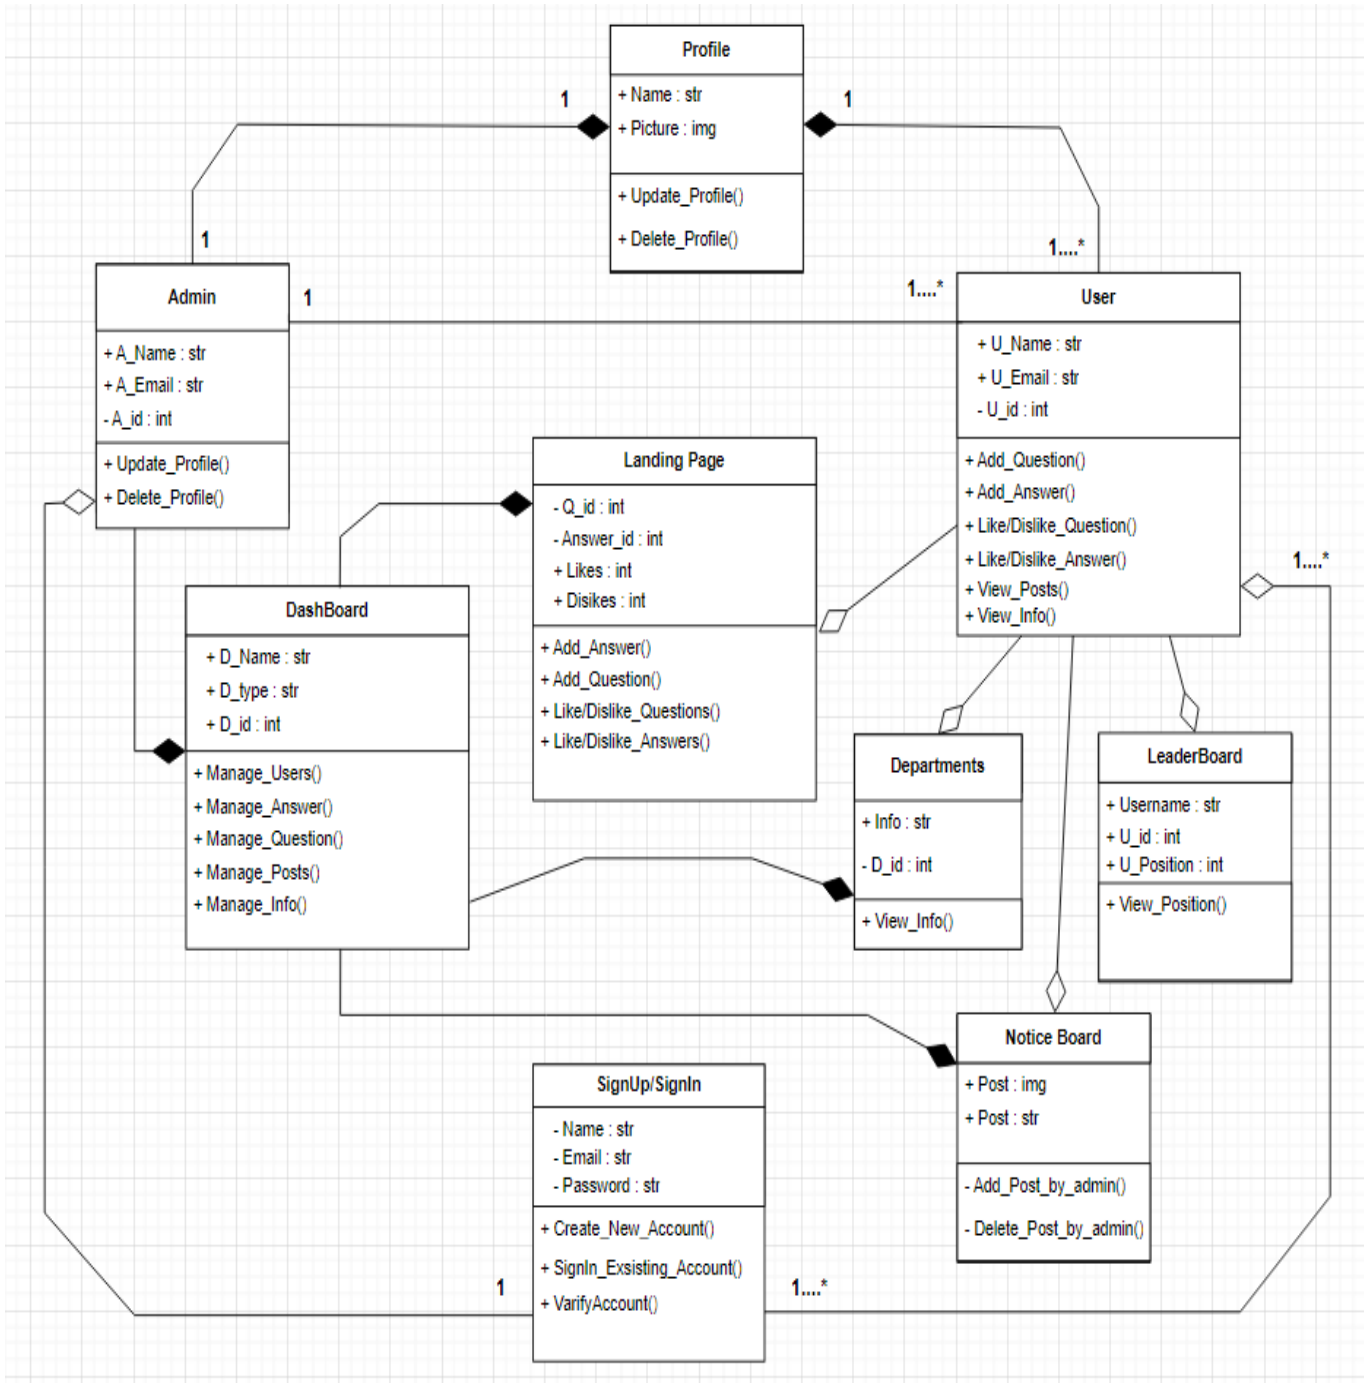 Profile
+ Name : str
+ Picture : img
+ Update_Profile()
+ Delete_Profile()
1
1
1
1....*
Admin
+ A_Name : str
+ A_Email : str
- A_id : int
+ Update_Profile()
+ Delete_Profile()
1
1....*
User
+ U_Name : str
+ U_Email : str
- U_id : int
+ Add_Question()
+ Add_Answer()
+ Like/Dislike_Question()
+ Like/Dislike_Answer()
+ View_Posts()
+ View_Info()
1....*
Landing Page
- Q_id : int
- Answer_id : int
+ Likes : int
+ Disikes : int
+ Add_Answer()
+ Add_Question()
+ Like/Dislike_Questions()
+ Like/Dislike_Answers()
DashBoard
+ D_Name : str
+ D_type : str
+ D_id : int
+ Manage_Users()
+ Manage_Answer()
+ Manage_Question()
+ Manage_Posts()
+ Manage_Info()
Departments
+ Info : str
- D_id : int
+ View_Info()
LeaderBoard
+ Username : str
+ U_id : int
+ U_Position : int
+ View_Position()
Notice Board
+ Post : img
+ Post : str
- Add_Post_by_admin()
- Delete_Post_by_admin()
SignUp/SignIn
- Name : str
- Email : str
- Password : str
+ Create_New_Account()
+ SignIn_Exsisting_Account()
+ VarifyAccount()
1
1....*